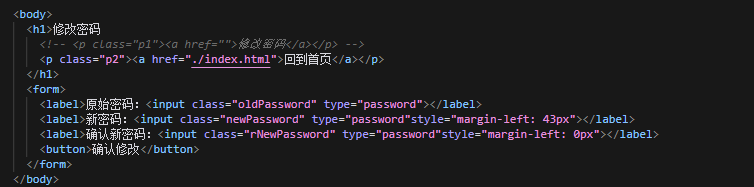 <body>
<h1>修改密码
<!-- <p class="p1"><a href="">修改密码</a></p> -->
<p class="p2"><a href="./index.html">回到首页</a></p>
</h1>
<form>
<label>原始密码: <input class="oldPassword" type="password"></label>
<label>新密码: <input class="newPassword" type="password"style="margin-left: 43px"></label>
<label>确认新密码: <input class="rNewPassword" type="password"style="margin-left: 0px"></label>
<button>确认修改</button>
</form>
</body>